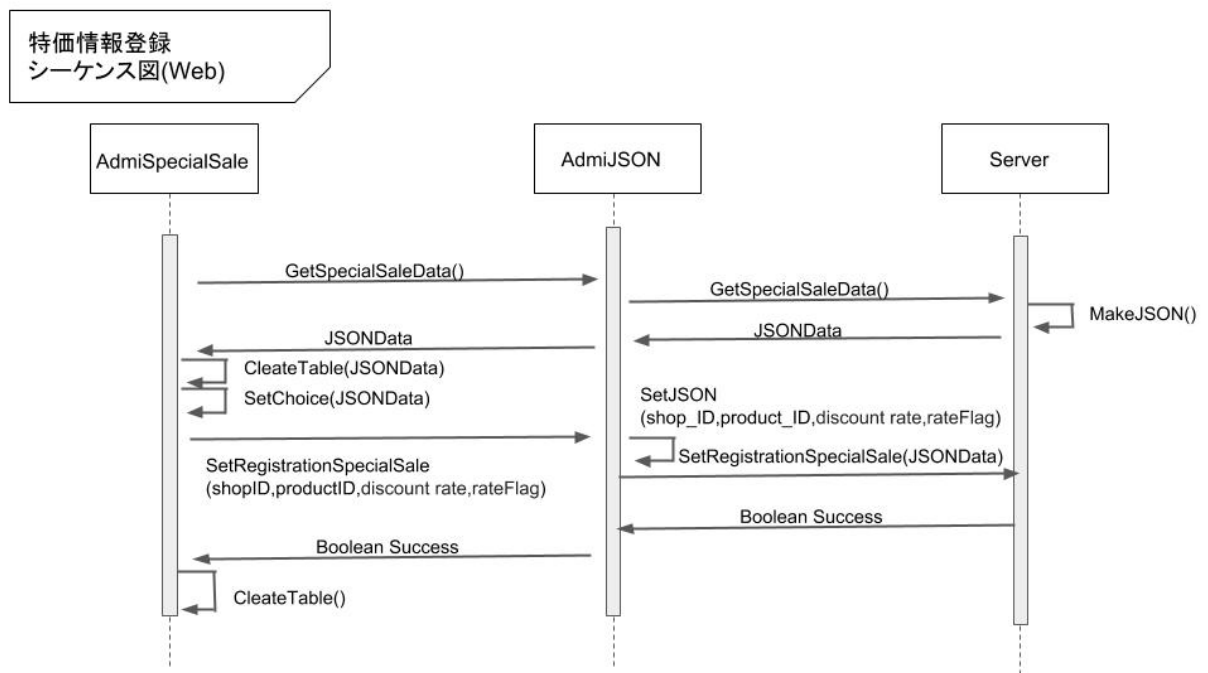 特価情報登録
シーケンス図(Web)
AdmiSpecialSale
AdmiJSON
Server
GetSpecialSaleData()
GetSpecialSaleData()
MakeJSON()
JSONData
JSONData
CleateTable(JSONData)
SetChoice(JSONData)
SetJSON
(shop_ID,product_ID,discount rate,rateFlag)
SetRegistrationSpecialSale(JSONData)
SetRegistrationSpecialSale
(shopID,productID,discount rate,rateFlag)
Boolean Success
Boolean Success
CleateTable()